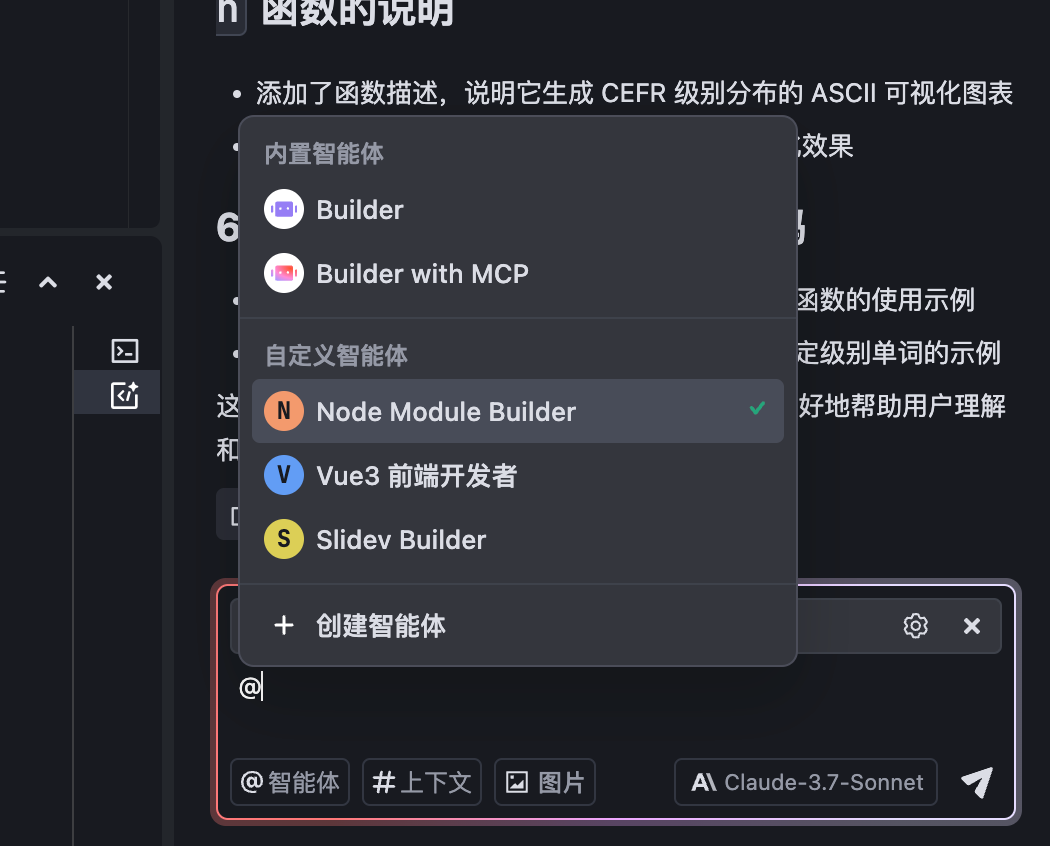 函数的说明
添加了函数描述，说明它生成 CEFR 级别分布的 ASCII 可视化图表
效果
内置智能体
Builder
6
Builder with MCP
函数的使用示例
自定义智能体
定级别单词的示例
N Node Module Builder
这
好地帮助用户理解
和
V Vue3 前端开发者
S Slidev Builder
+ 创建智能体
@
@智能体 #上下文 图片 Claude-3.7-Sonnet